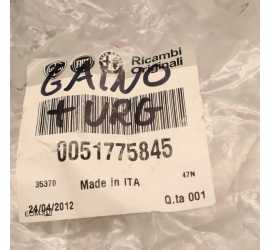 Ricambi
Originali
GAINO
+ URG
0051775845
35370 Made in ITA 47N
24/04/2012 Q.ta 001